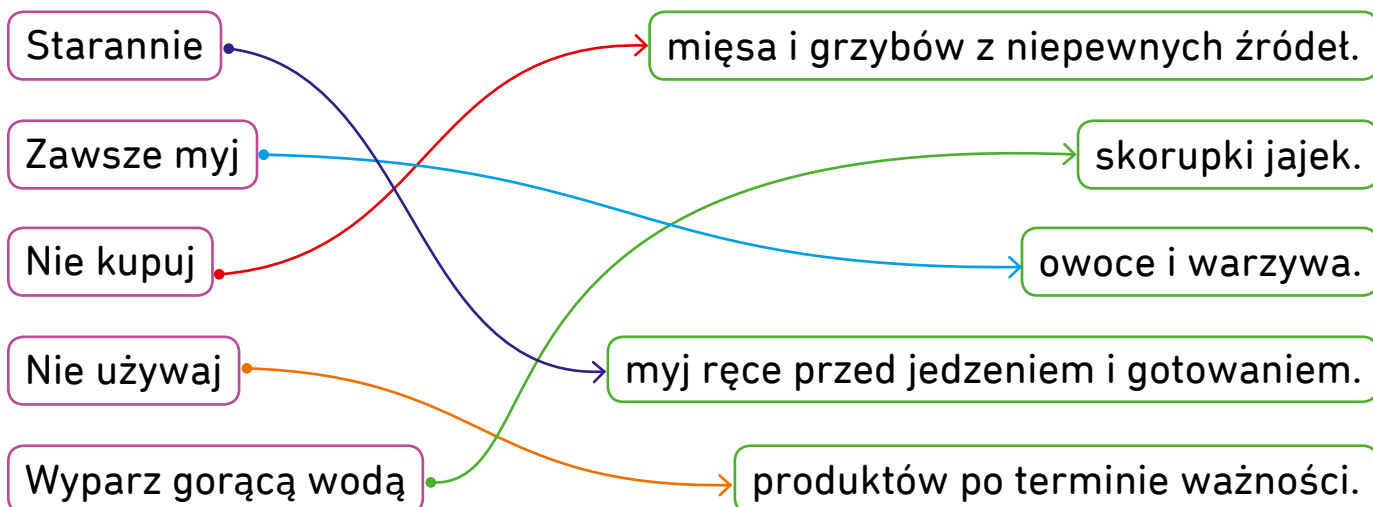 Starannie
mięsa i grzybów z niepewnych źródeł.
Zawsze myj
skorupki jajek.
Nie kupuj
owoce i warzywa.
Nie używaj
myj ręce przed jedzeniem i gotowaniem.
Wyparz gorącą wodą
produktów po terminie ważności.